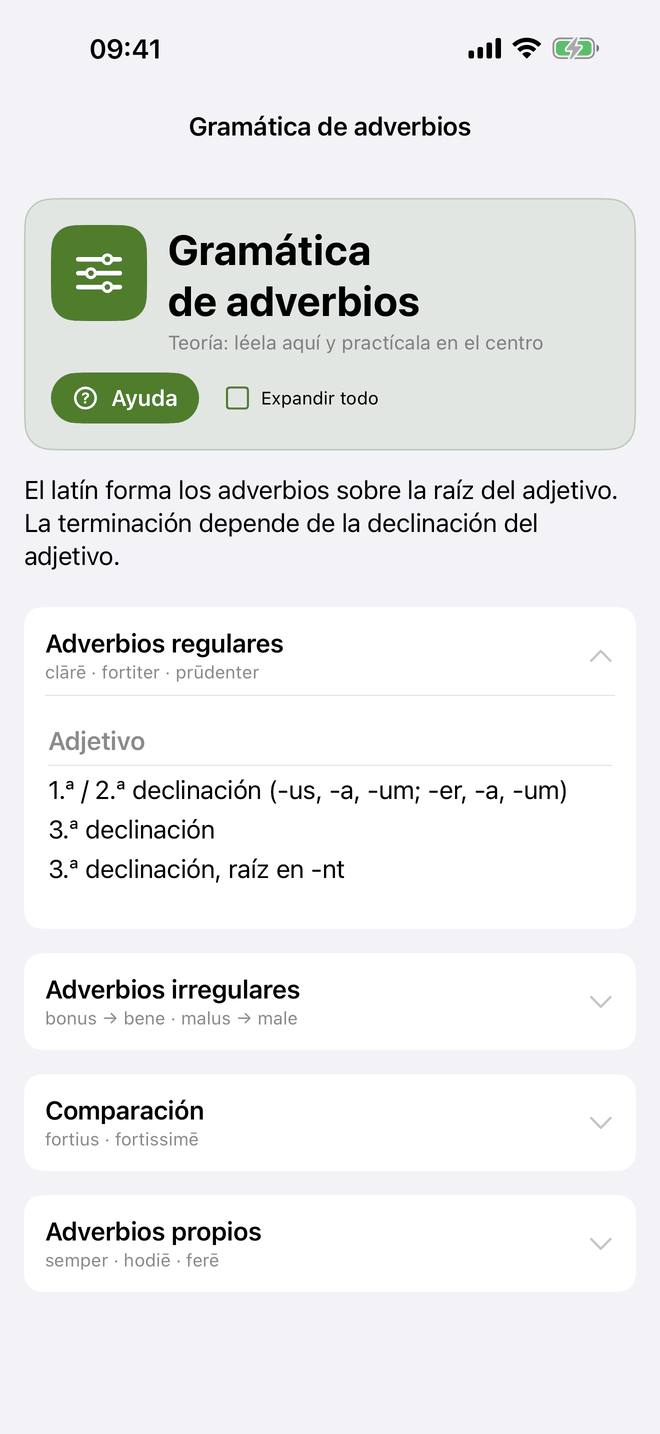 09:41
Gramática de adverbios
Gramática
de adverbios
Teoría: léela aquí y practícala en el centro
Ayuda
Expandir todo
El latín forma los adverbios sobre la raíz del adjetivo.
La terminación depende de la declinación del
adjetivo.
Adverbios regulares
clārē · fortiter · prūdenter
Adjetivo
1.ª / 2.ª declinación (-us, -a, -um; -er, -a, -um)
3.ª declinación
3.ª declinación, raíz en -nt
Adverbios irregulares
bonus → bene · malus → male
Comparación
fortius · fortissimē
Adverbios propios
semper · hodiē · ferē